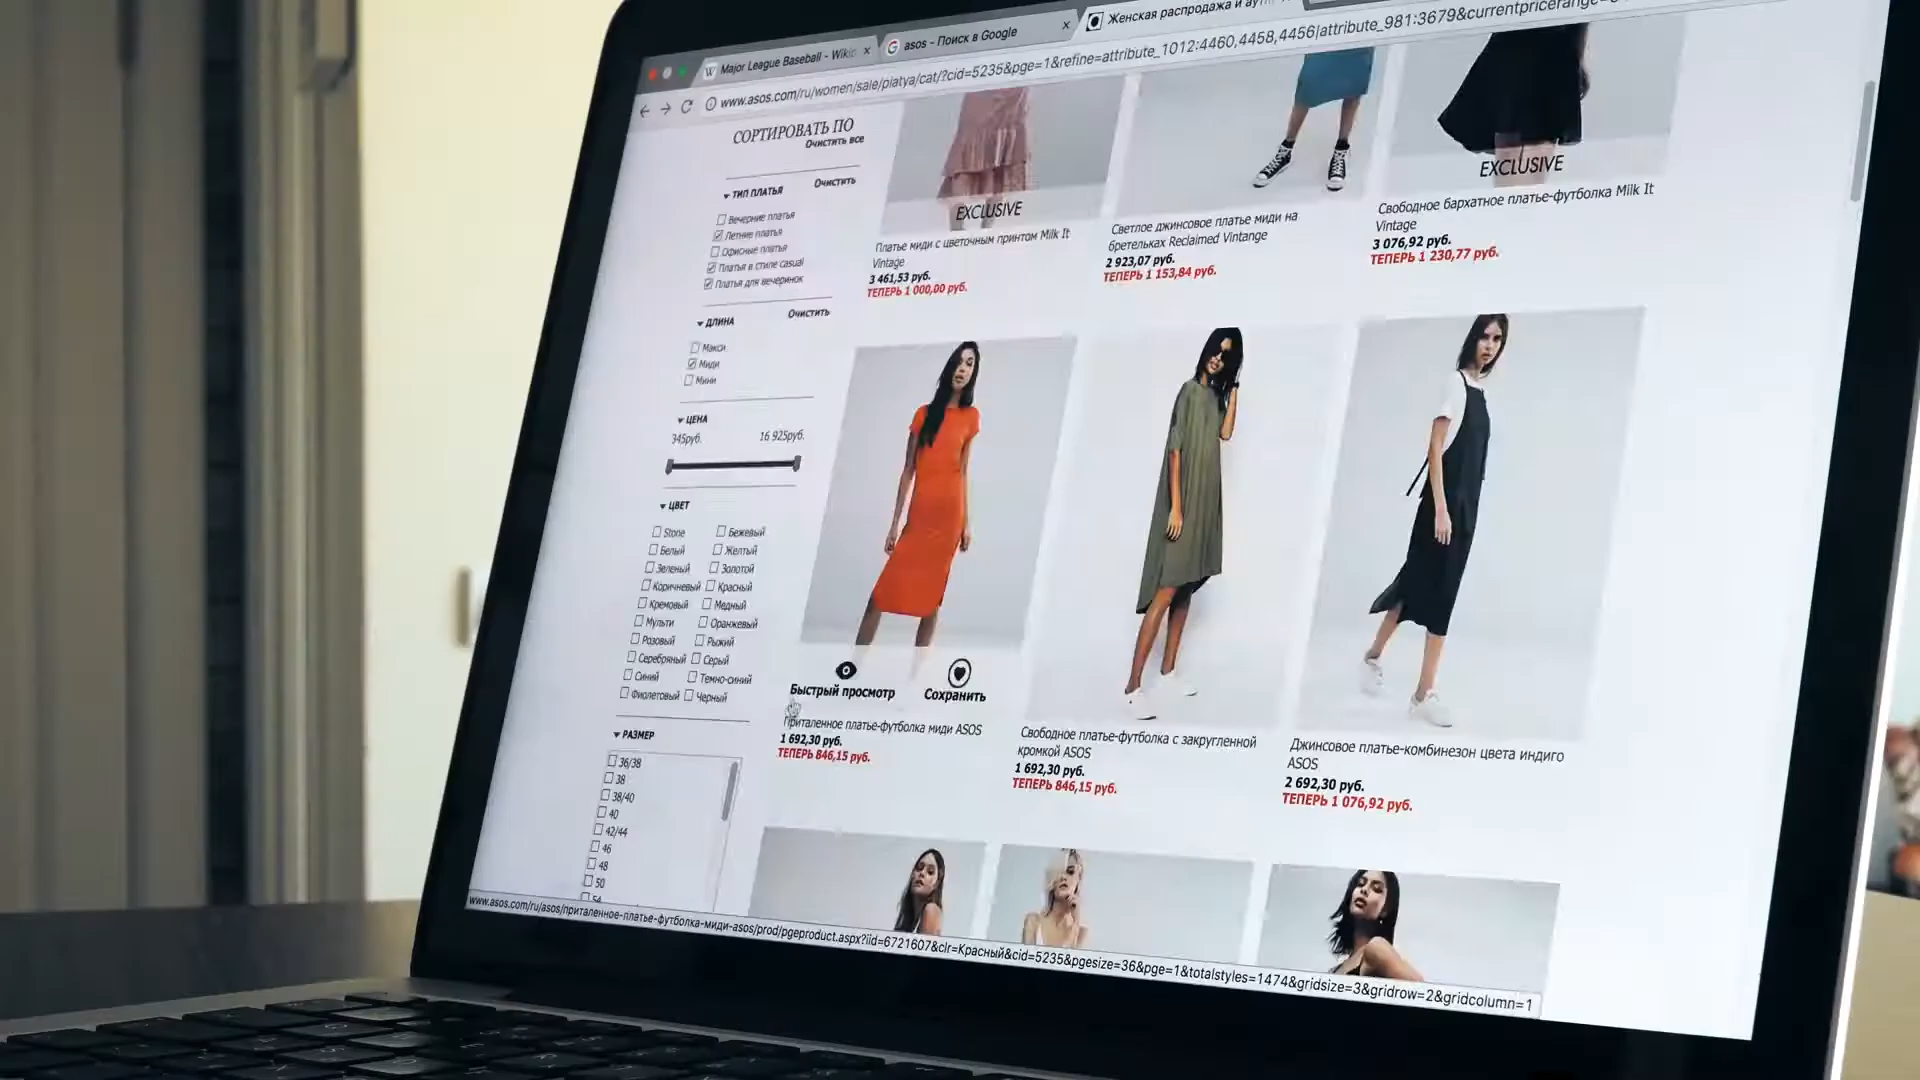 Major League Baseball - Wiki
asos - Поиск в Google
Женская распродажа и аут
www.asos.com/ru/women/sale/platya/cat/?cid=5235&pge=1&refine=attribute_1012:4460,4458,4456|attribute_981:3679&currentpricerange=
СОРТИРОВАТЬ ПО
Очистить все
ТИП ПЛАТЬЯ
Очистить
Вечерние платья
Летние платья
Офисные платья
Платья в стиле casual
Платья для вечеринок
ДЛИНА
Очистить
Макси
Миди
Мини
ЦЕНА
345руб.
16 925руб.
ЦВЕТ
Stone
Бежевый
Белый
Желтый
Зеленый
Золотой
Коричневый
Красный
Кремовый
Медный
Мульти
Оранжевый
Розовый
Рыжий
Серебряный
Серый
Синий
Темно-синий
Фиолетовый
Черный
РАЗМЕР
36/38
38
38/40
40
42/44
46
48
50
54
EXCLUSIVE
Платье миди с цветочным принтом Milk It
Vintage
3 461,53 руб.
ТЕПЕРЬ 1 000,00 руб.
Светлое джинсовое платье миди на
бретельках Reclaimed Vintange
2 923,07 руб.
ТЕПЕРЬ 1 153,84 руб.
EXCLUSIVE
Свободное бархатное платье-футболка Milk It
Vintage
3 076,92 руб.
ТЕПЕРЬ 1 230,77 руб.
Быстрый просмотр
Сохранить
Приталенное платье-футболка миди ASOS
1 692,30 руб.
ТЕПЕРЬ 846,15 руб.
Свободное платье-футболка с закругленной
кромкой ASOS
1 692,30 руб.
ТЕПЕРЬ 846,15 руб.
Джинсовое платье-комбинезон цвета индиго
ASOS
2 692,30 руб.
ТЕПЕРЬ 1 076,92 руб.
www.asos.com/ru/asos/приталенное-платье-футболка-миди-asos/prod/pgeproduct.aspx?iid=6721607&clr=Красный&cid=5235&pgesize=36&pge=1&totalstyles=1474&gridsize=3&gridrow=2&gridcolumn=1